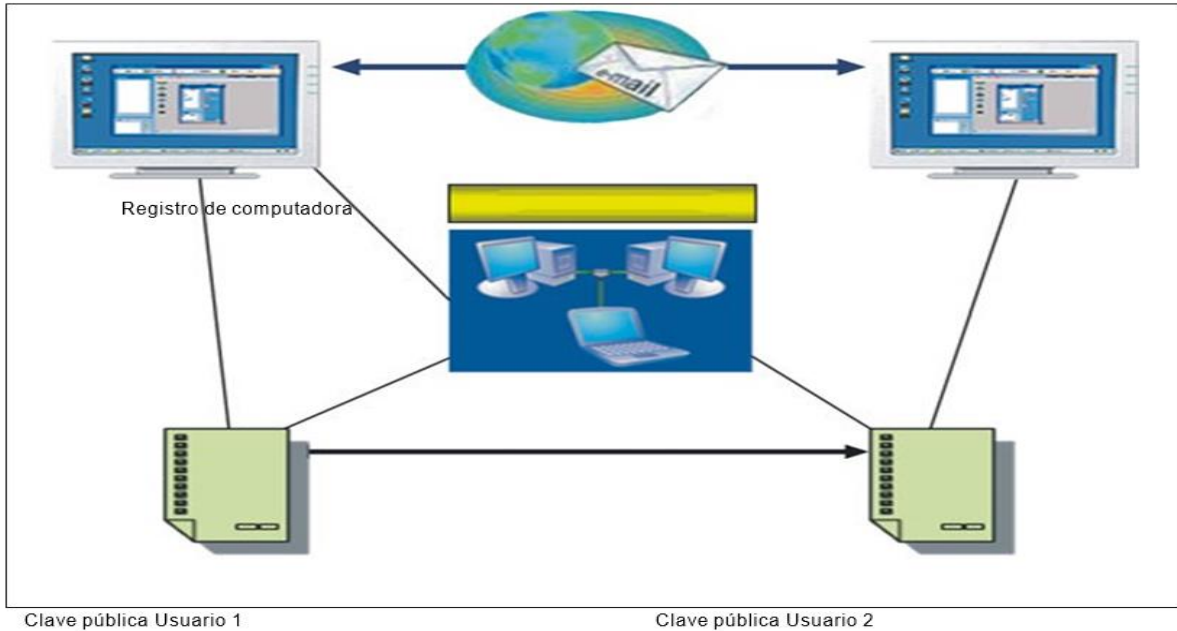 e-mail
Registro de computadora
Clave pública Usuario 1
Clave pública Usuario 2